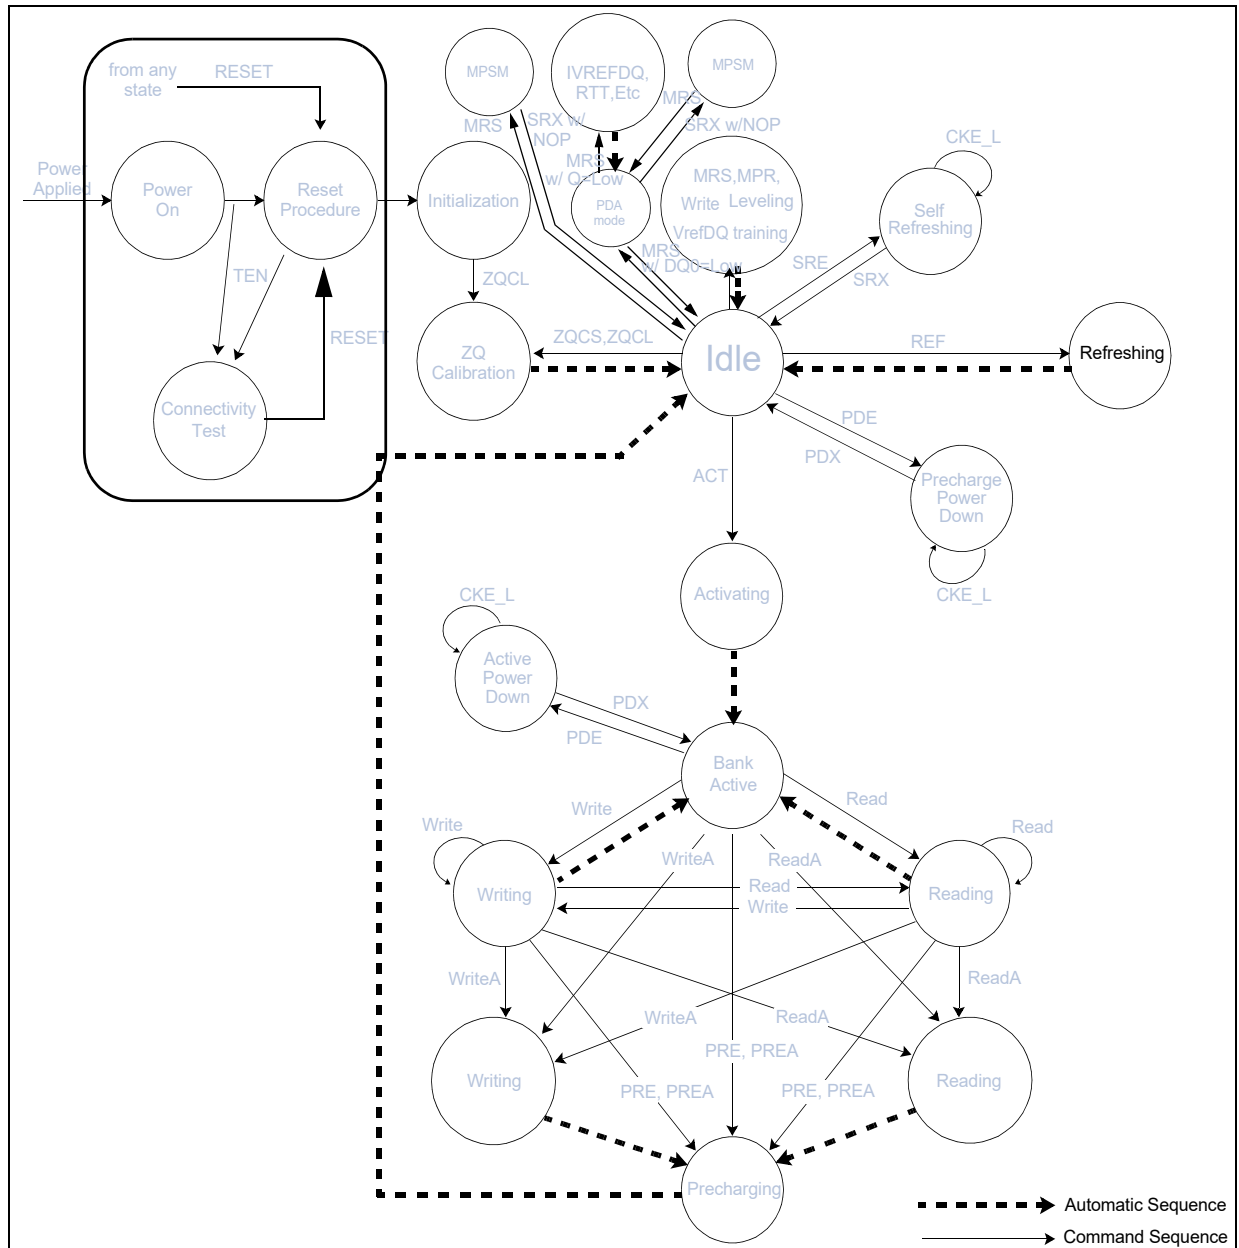 from any
state
RESET
Power
Applied
Power
On
Reset
Procedure
TEN
RESET
Connectivity
Test
MPSM
IVREFDQ,
RTT,Etc
MPSM
MRS
SRX w/
NOP
MRS
SRX w/NOP
MRS
w/ Q=Low
Initialization
PDA
mode
MRS,MPR,
Write Leveling
VrefDQ training
CKE_L
Self
Refreshing
MRS
w/ DQ0=Low
SRE
SRX
ZQCL
ZQ
Calibration
ZQCS,ZQCL
Idle
REF
Refreshing
PDE
PDX
ACT
Precharge
Power
Down
CKE_L
Activating
CKE_L
Active
Power
Down
PDX
PDE
Bank
Active
Write
Read
Write
Read
WriteA
ReadA
Writing
Read
Write
Reading
WriteA
ReadA
WriteA
ReadA
PRE, PREA
Writing
Reading
PRE, PREA
PRE, PREA
Precharging
Automatic Sequence
Command Sequence